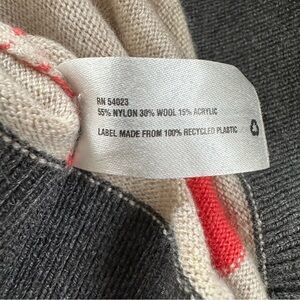 RN 54023
55% NYLON 30% WOOL 15% ACRYLIC
LABEL MADE FROM 100% RECYCLED PLASTIC